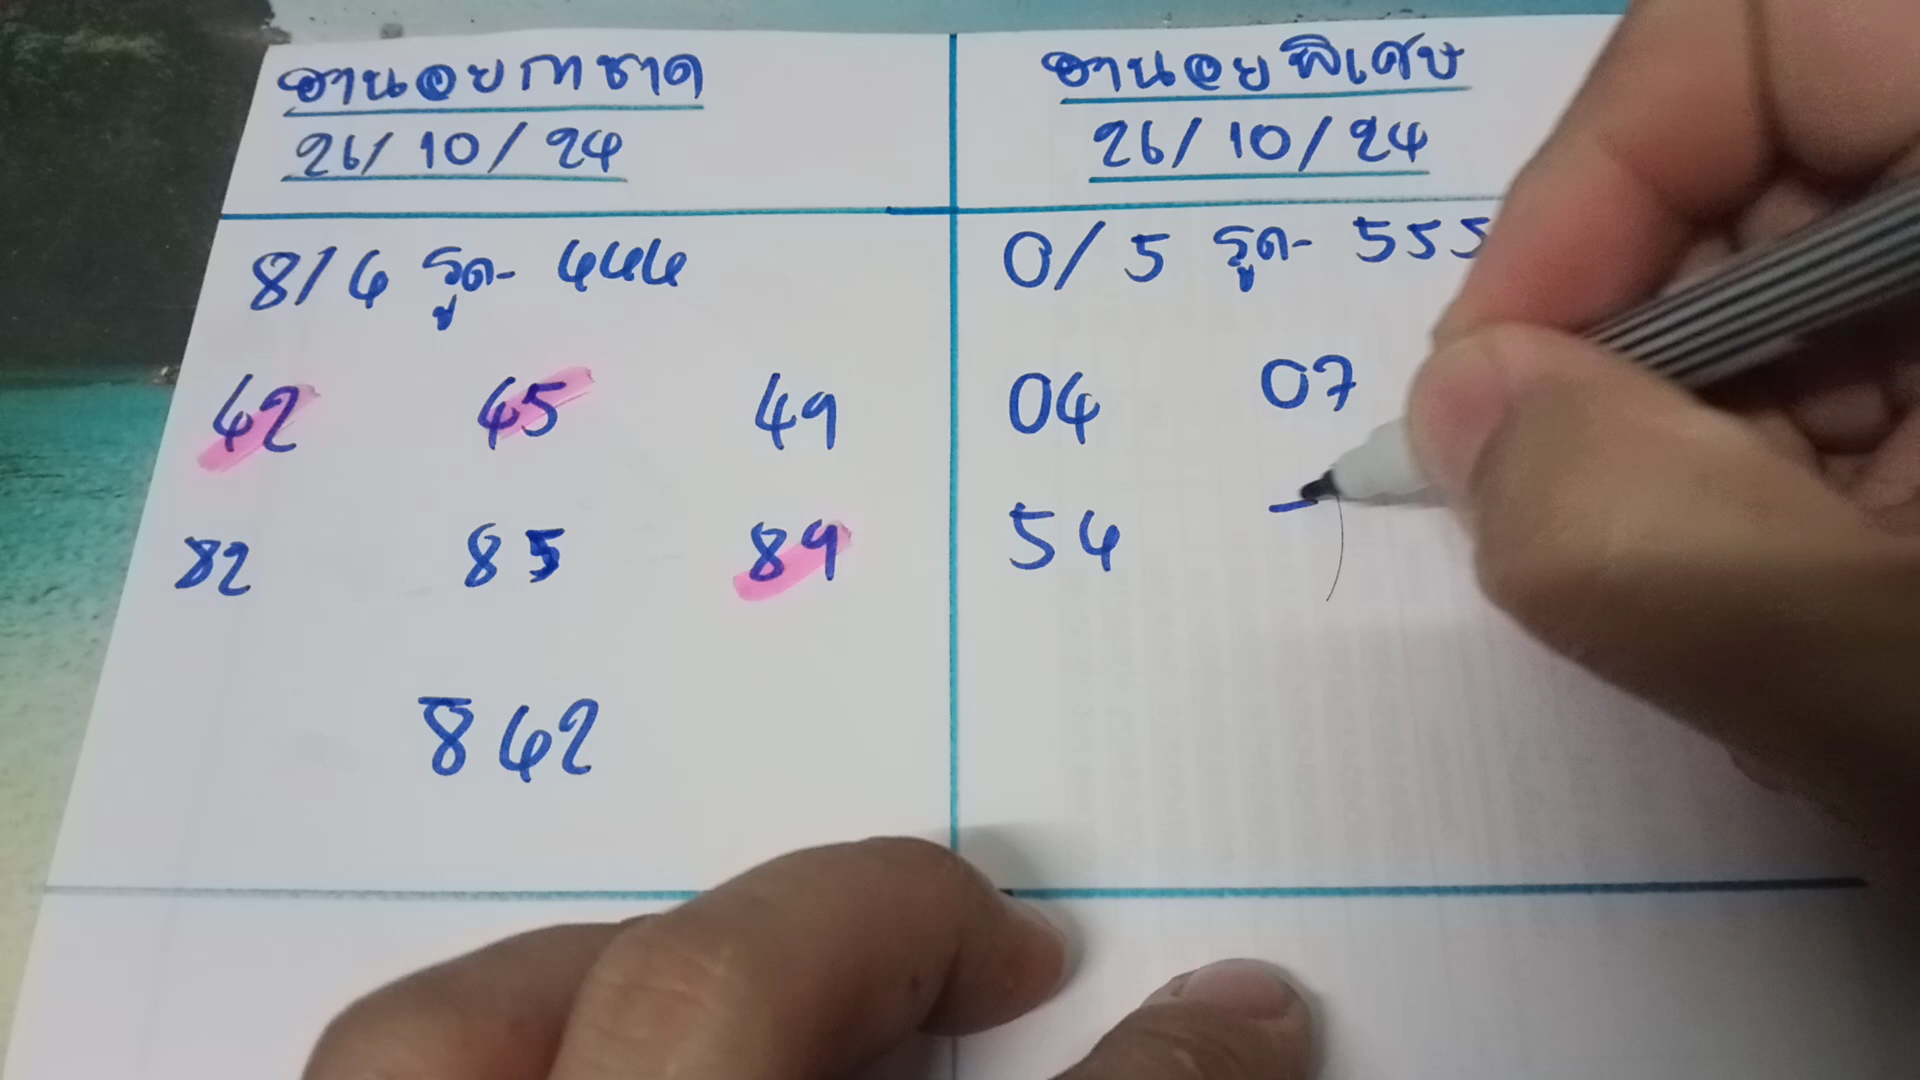 ฮานอยกาชาด
26/10/24
8/4 รูด- 444
42 45 49
82 85 89
842
ฮานอยพิเศษ
26/10/24
0/5 รูด- 555
04 07
54